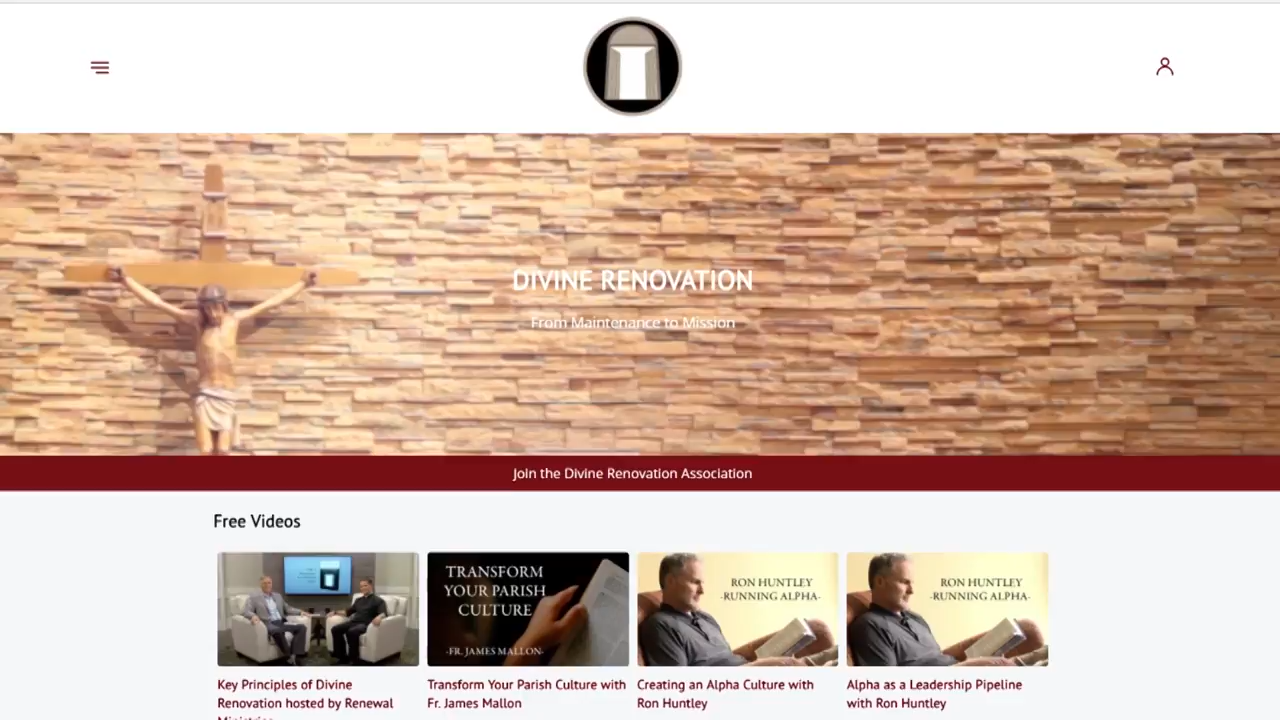 DIVINE RENOVATION
From Maintenance to Mission
Join the Divine Renovation Association
Free Videos
TRANSFORM
YOUR PARISH
CULTURE
-FR. JAMES MALLON-
RON HUNTLEY
-RUNNING ALPHA-
RON HUNTLEY
-RUNNING ALPHA-
Key Principles of Divine
Renovation hosted by Renewal
Ministries
Transform Your Parish Culture with
Fr. James Mallon
Creating an Alpha Culture with
Ron Huntley
Alpha as a Leadership Pipeline
with Ron Huntley